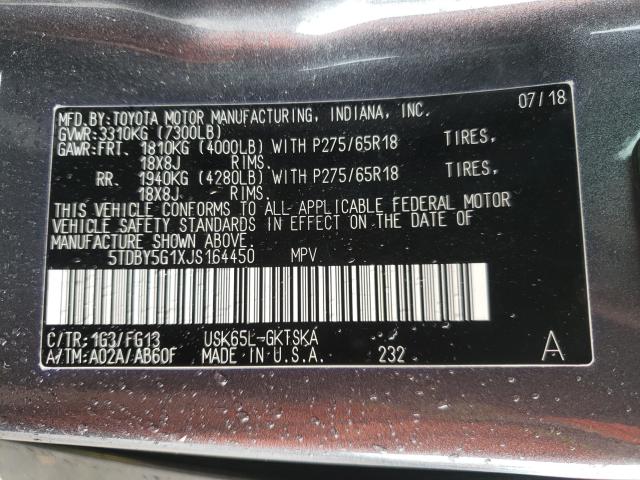 MFD.BY:TOYOTA MOTOR MANUFACTURING, INDIANA, INC. 07/18
GVWR:3310KG (7300LB)
GAWR:FRT. 1810KG (4000LB) WITH P275/65R18 TIRES,
18X8J RIMS.
RR. 1940KG (4280LB) WITH P275/65R18 TIRES,
18X8J RIMS.
THIS VEHICLE CONFORMS TO ALL APPLICABLE FEDERAL MOTOR
VEHICLE SAFETY STANDARDS IN EFFECT ON THE DATE OF
MANUFACTURE SHOWN ABOVE.
5TDBY5G1XJS164450 MPV
C/TR:1G3/FG13 USK65L-GKTSKA
A/TM:A02A/AB60F MADE IN U.S.A. 232 A